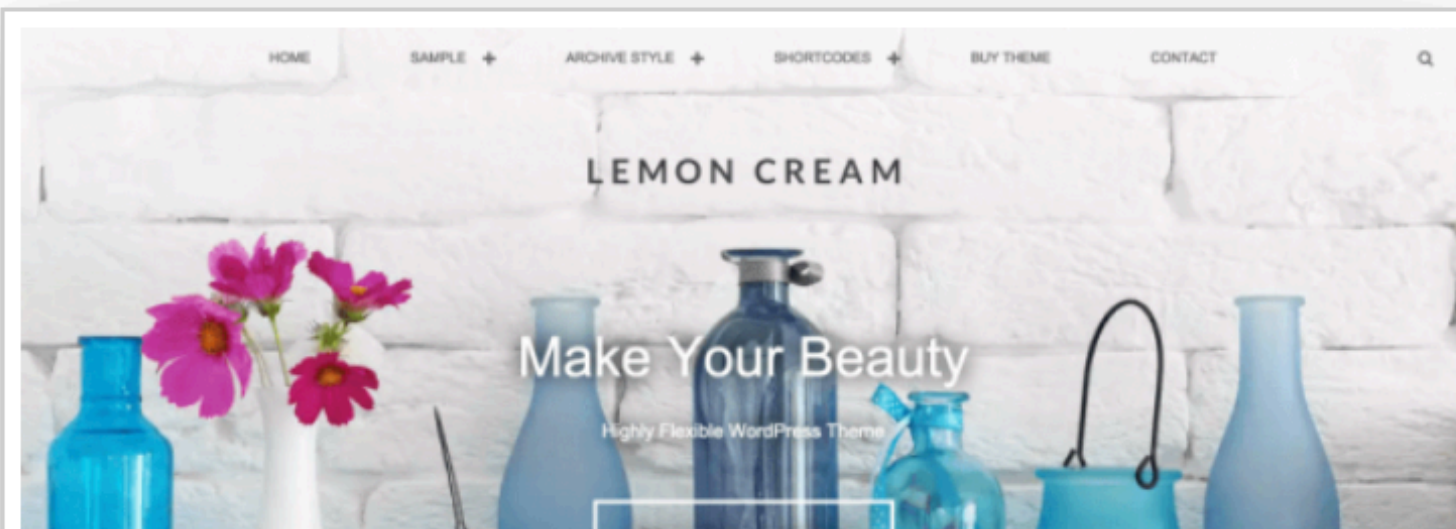 HOME SAMPLE + ARCHIVE STYLE + SHORTCODES + BUY THEME CONTACT
LEMON CREAM
Make Your Beauty
Highly Flexible WordPress Theme